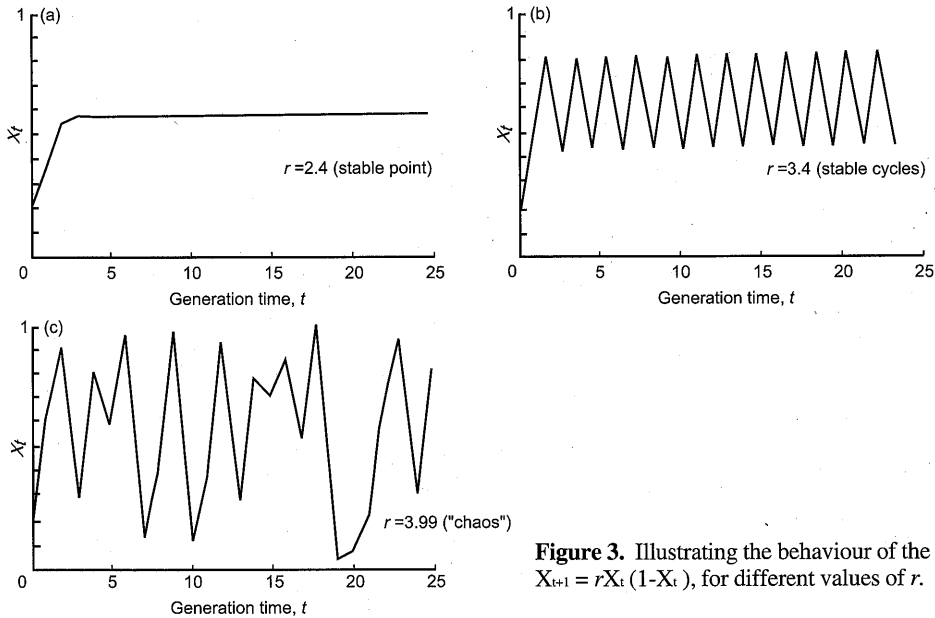 1 (a)
Xt
r =2.4 (stable point)
0 5 10 15 20 25
Generation time, t
1 (b)
Xt
r =3.4 (stable cycles)
0 5 10 15 20 25
Generation time, t
1 (c)
Xt
r =3.99 ("chaos")
0 5 10 15 20 25
Generation time, t
Figure 3. Illustrating the behaviour of the
Xt+1 = rXt (1-Xt ), for different values of r.